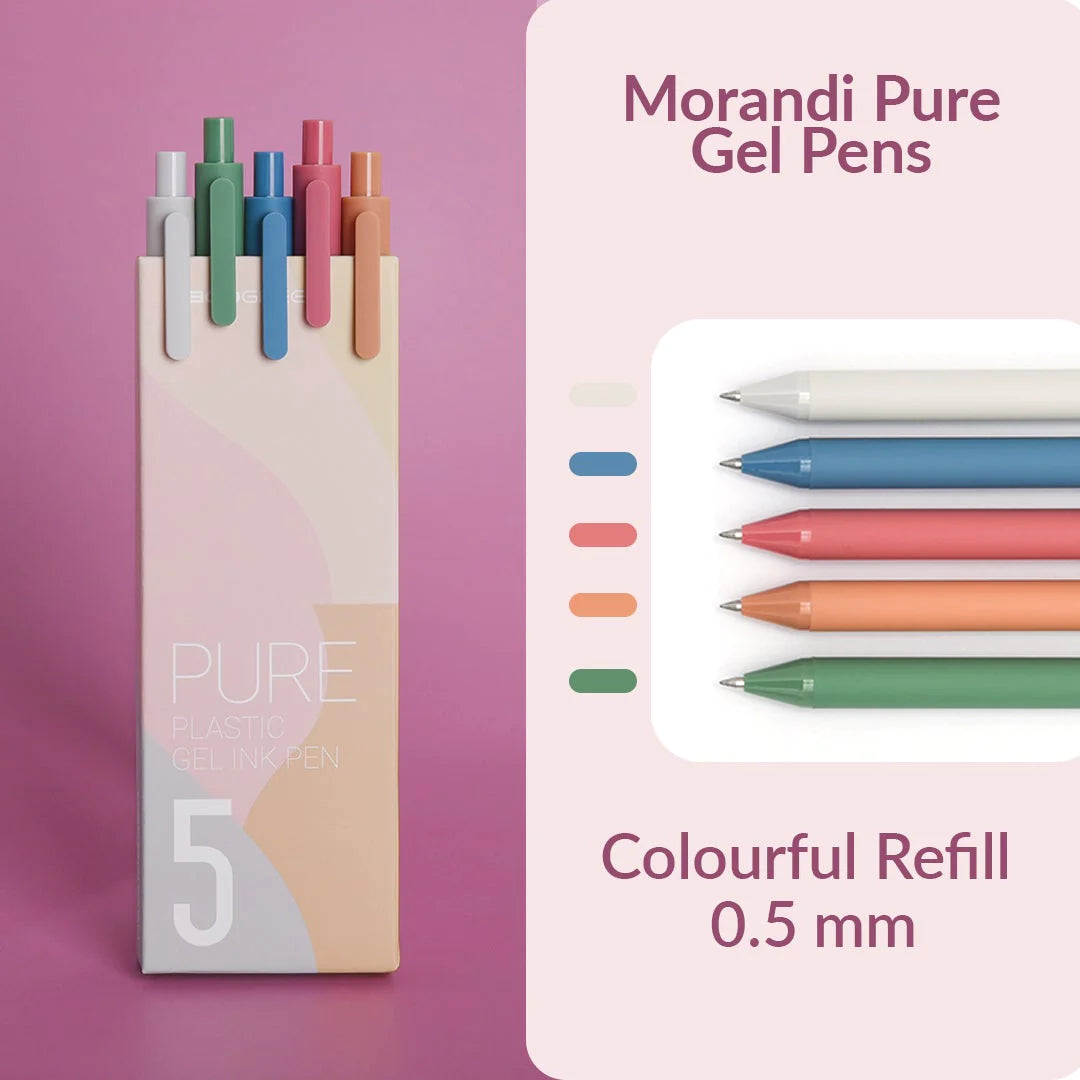 Morandi Pure
Gel Pens
PURE
PLASTIC
GEL INK PEN
5
Colourful Refill
0.5 mm